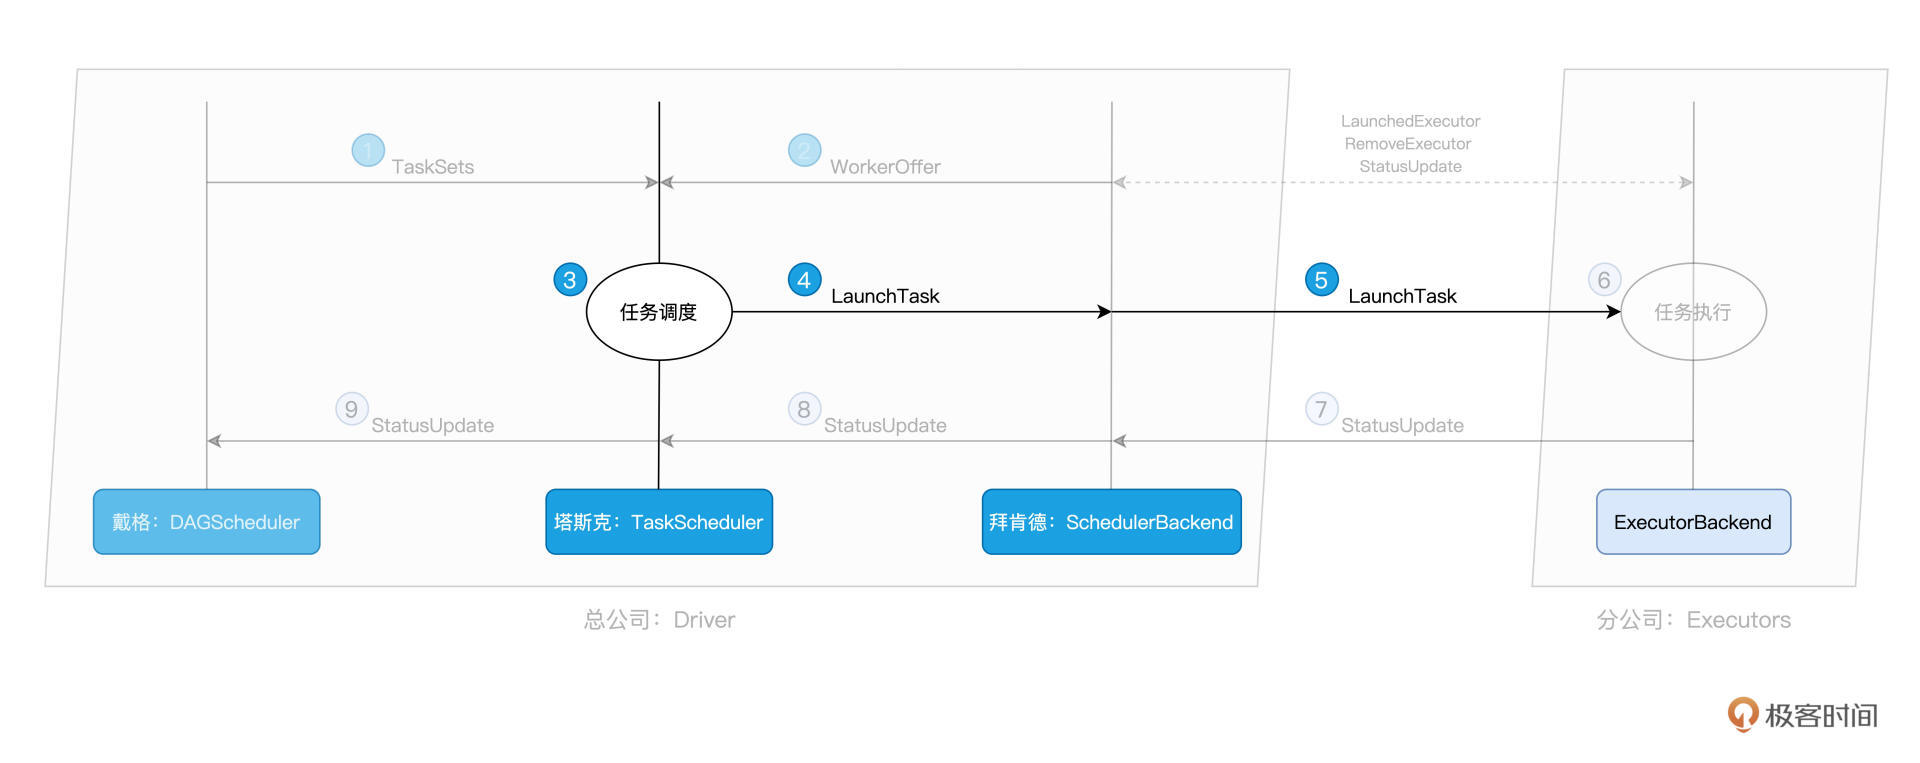 LaunchedExecutor
RemoveExecutor
StatusUpdate
1 TaskSets
2 WorkerOffer
3 任务调度
4 LaunchTask
5 LaunchTask
6 任务执行
9 StatusUpdate
8 StatusUpdate
7 StatusUpdate
戴格：DAGScheduler
塔斯克：TaskScheduler
拜肯德：SchedulerBackend
ExecutorBackend
总公司：Driver
分公司：Executors
极客时间